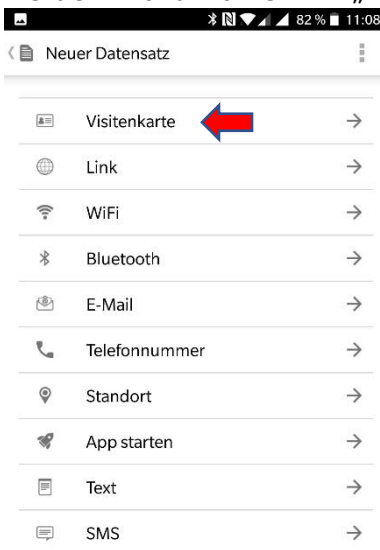 82 % 11:08
Neuer Datensatz
Visitenkarte
Link
WiFi
Bluetooth
E-Mail
Telefonnummer
Standort
App starten
Text
SMS